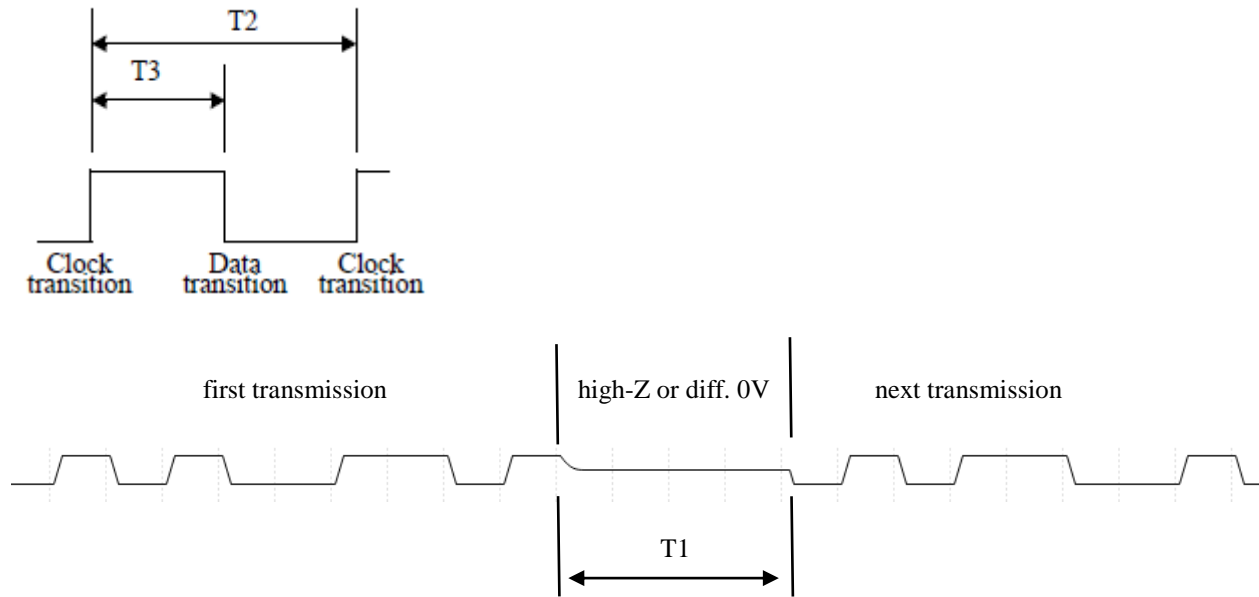 T2
T3
Clock
transition
Data
transition
Clock
transition
first transmission
high-Z or diff. 0V
next transmission
T1